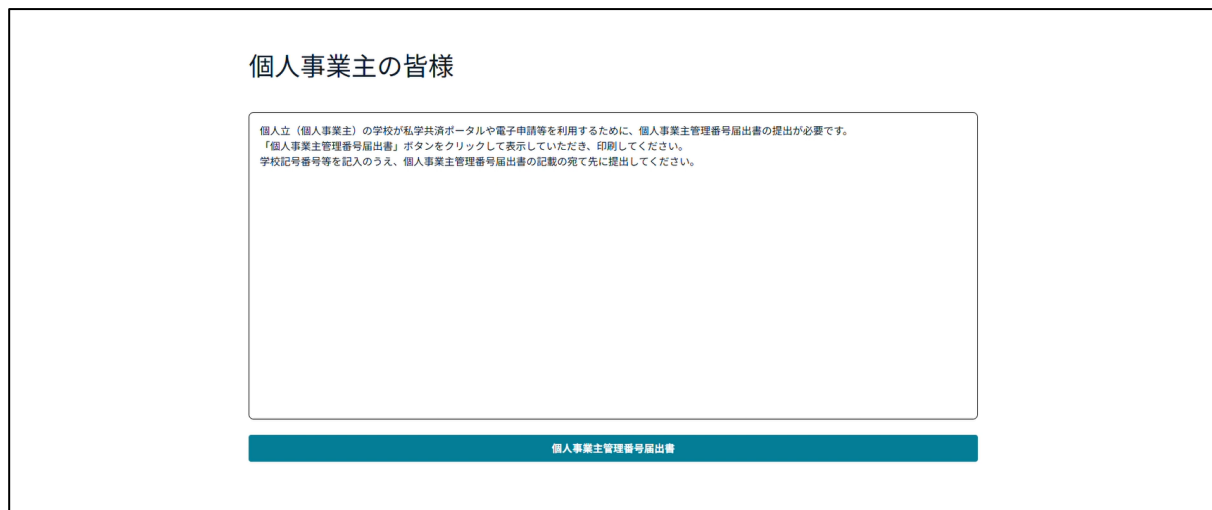 個人事業主の皆様
個人立（個人事業主）の学校が私学共済ポータルや電子申請等を利用するために、個人事業主管理番号届出書の提出が必要です。
「個人事業主管理番号届出書」ボタンをクリックして表示していただき、印刷してください。
学校記号番号等を記入のうえ、個人事業主管理番号届出書の記載の宛て先に提出してください。
個人事業主管理番号届出書